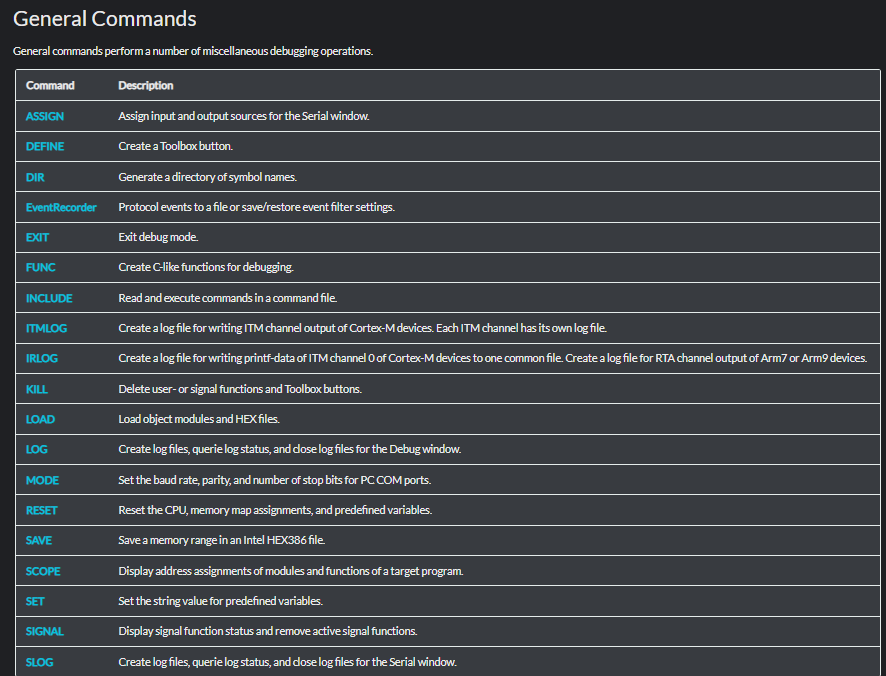 General Commands
General commands perform a number of miscellaneous debugging operations.
Command Description
ASSIGN Assign input and output sources for the Serial window.
DEFINE Create a Toolbox button.
DIR Generate a directory of symbol names.
EventRecorder Protocol events to a file or save/restore event filter settings.
EXIT Exit debug mode.
FUNC Create C-like functions for debugging.
INCLUDE Read and execute commands in a command file.
ITMLOG Create a log file for writing ITM channel output of Cortex-M devices. Each ITM channel has its own log file.
IRLOG Create a log file for writing printf-data of ITM channel 0 of Cortex-M devices to one common file. Create a log file for RTA channel output of Arm7 or Arm9 devices.
KILL Delete user- or signal functions and Toolbox buttons.
LOAD Load object modules and HEX files.
LOG Create log files, querie log status, and close log files for the Debug window.
MODE Set the baud rate, parity, and number of stop bits for PC COM ports.
RESET Reset the CPU, memory map assignments, and predefined variables.
SAVE Save a memory range in an Intel HEX386 file.
SCOPE Display address assignments of modules and functions of a target program.
SET Set the string value for predefined variables.
SIGNAL Display signal function status and remove active signal functions.
SLOG Create log files, querie log status, and close log files for the Serial window.